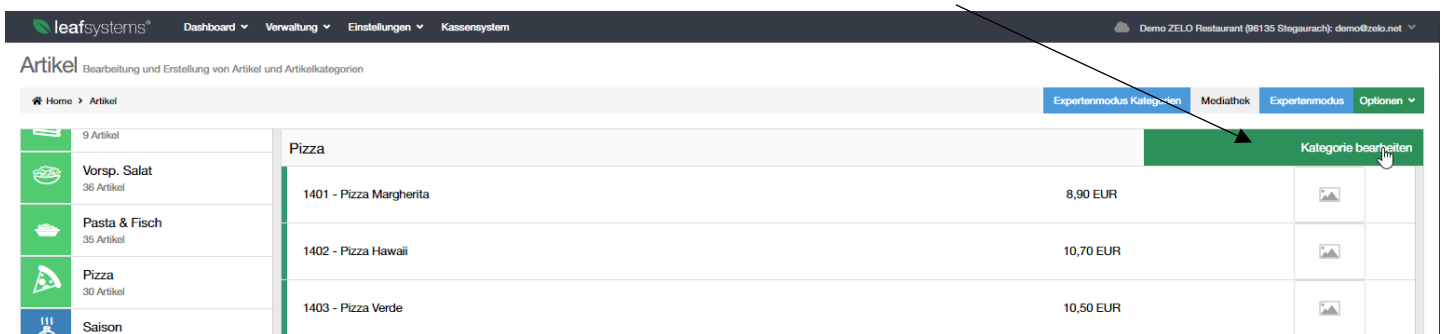 leafsystems® Dashboard Verwaltung Einstellungen Kassensystem Demo ZELO Restaurant (96135 Stegaurach): demo@zelo.net
Artikel Bearbeitung und Erstellung von Artikel und Artikelkategorien
Home > Artikel Expertenmodus Kategorien Mediathek Expertenmodus Optionen
9 Artikel
Pizza Kategorie bearbeiten
Vorsp. Salat
36 Artikel
1401 - Pizza Margherita 8,90 EUR
Pasta & Fisch
35 Artikel
1402 - Pizza Hawaii 10,70 EUR
Pizza
30 Artikel
1403 - Pizza Verde 10,50 EUR
Saison